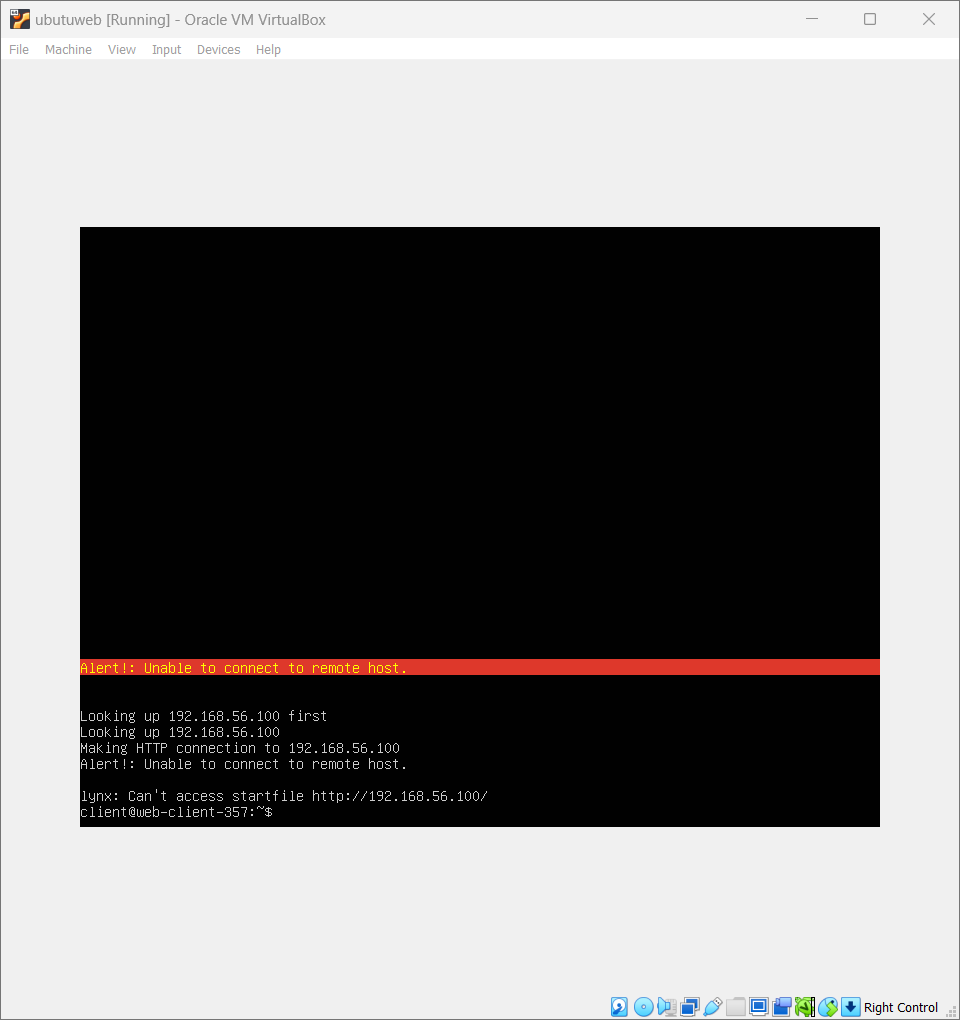 ubutuweb [Running] - Oracle VM VirtualBox
File Machine View Input Devices Help
Alert!: Unable to connect to remote host.
Looking up 192.168.56.100 first
Looking up 192.168.56.100
Making HTTP connection to 192.168.56.100
Alert!: Unable to connect to remote host.
lynx: Can't access startfile http://192.168.56.100/
client@web-client-357:~$
Right Control